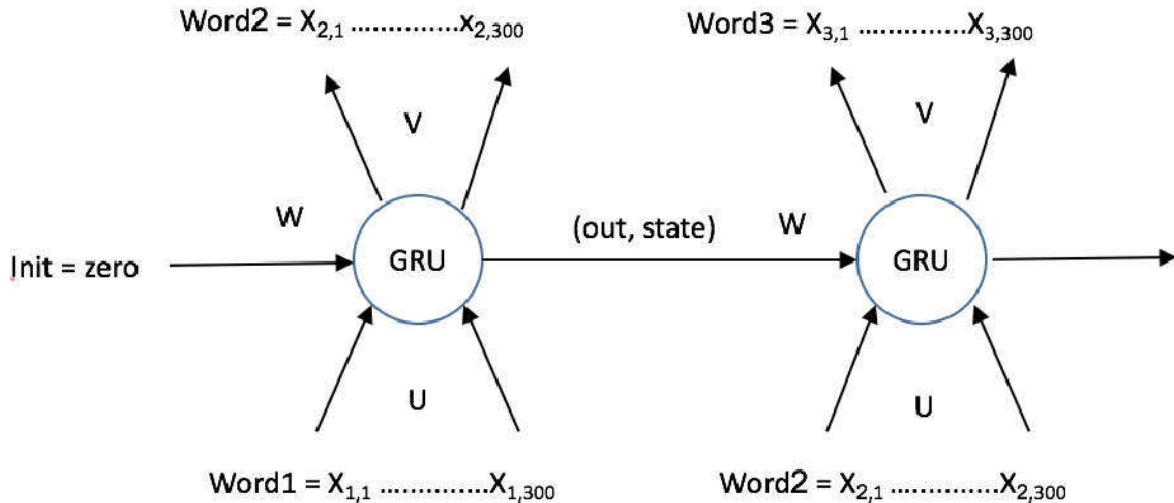 Word2 = X2,1 ..............x2,300 Word3 = X3,1 ..............X3,300
V V
W (out, state) W
Init = zero GRU GRU
U U
Word1 = X1,1 ..............X1,300 Word2 = X2,1 ..............X2,300